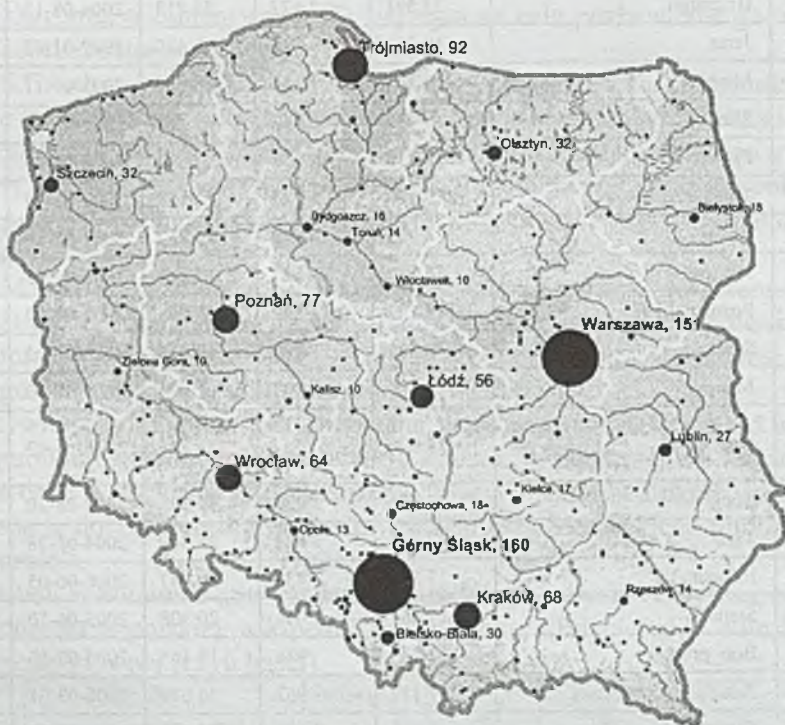 Trójmiasto, 92
Olsztyn, 32
Szczecin, 32
Białystok, 18
Bydgoszcz, 16
Toruń, 14
Włocławek, 10
Poznań, 77
Warszawa, 151
Zielona Góra, 10
Kalisz, 10
Łódź, 56
Lublin, 27
Wrocław, 64
Kielce, 17
Częstochowa, 18
Opole, 13
Górny Śląsk, 160
Kraków, 68
Rzeszów, 14
Bielsko-Biała, 30